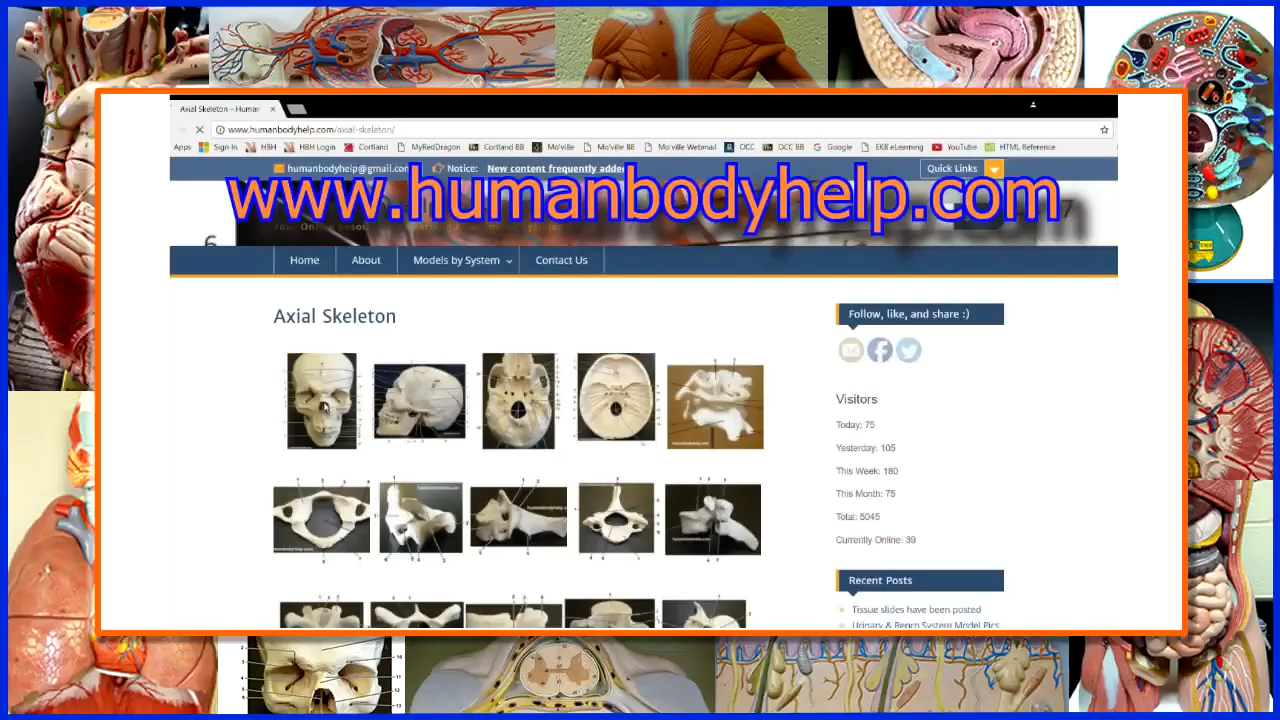 Axial Skeleton – Human
www.humanbodyhelp.com/axial-skeleton/
Apps Sign In HBH HBH Login Cortland MyRedDragon Cortland BB Mo'ville Mo'ville BB Mo'ville Webmail OCC OCC BB Google EKB eLearning YouTube HTML Reference
humanbodyhelp@gmail.com Notice: New content frequently added Quick Links
www.humanbodyhelp.com
Your Online
Home About Models by System Contact Us
Axial Skeleton
Follow, like, and share :)
Visitors
Today: 75
Yesterday: 105
This Week: 180
This Month: 75
Total: 5045
Currently Online: 39
Recent Posts
» Tissue slides have been posted
Urinary & Repro System Model Pics